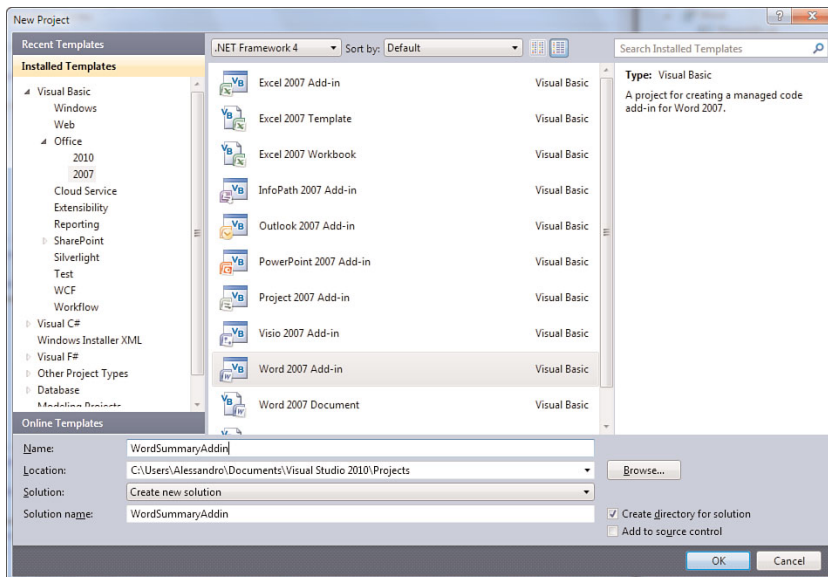 New Project
Recent Templates
Installed Templates
Visual Basic
Windows
Web
Office
2010
2007
Cloud Service
Extensibility
Reporting
SharePoint
Silverlight
Test
WCF
Workflow
Visual C#
Windows Installer XML
Visual F#
Other Project Types
Database
Modeling Projects
Online Templates
.NET Framework 4 Sort by: Default
Excel 2007 Add-in Visual Basic
Excel 2007 Template Visual Basic
Excel 2007 Workbook Visual Basic
InfoPath 2007 Add-in Visual Basic
Outlook 2007 Add-in Visual Basic
PowerPoint 2007 Add-in Visual Basic
Project 2007 Add-in Visual Basic
Visio 2007 Add-in Visual Basic
Word 2007 Add-in Visual Basic
Word 2007 Document Visual Basic
Search Installed Templates
Type: Visual Basic
A project for creating a managed code
add-in for Word 2007.
Name: WordSummaryAddin
Location: C:\Users\Alessandro\Documents\Visual Studio 2010\Projects Browse...
Solution: Create new solution
Solution name: WordSummaryAddin Create directory for solution
Add to source control
OK Cancel